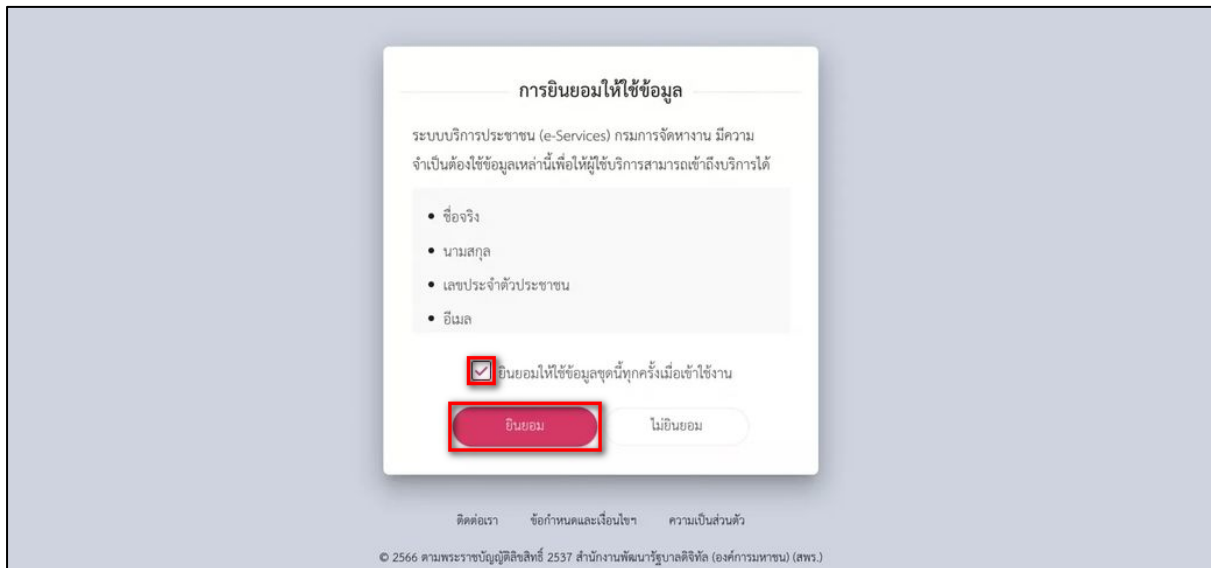 การยินยอมให้ใช้ข้อมูล
ระบบบริการประชาชน (e-Services) กรมการจัดหางาน มีความ
จำเป็นต้องใช้ข้อมูลเหล่านี้เพื่อให้ผู้ใช้บริการสามารถเข้าถึงบริการได้
ชื่อจริง
นามสกุล
เลขประจำตัวประชาชน
อีเมล
ยินยอมให้ใช้ข้อมูลชุดนี้ทุกครั้งเมื่อเข้าใช้งาน
ยินยอม ไม่ยินยอม
ติดต่อเรา ข้อกำหนดและเงื่อนไขฯ ความเป็นส่วนตัว
© 2566 ตามพระราชบัญญัติลิขสิทธิ์ 2537 สำนักงานพัฒนารัฐบาลดิจิทัล (องค์การมหาชน) (สพร.)